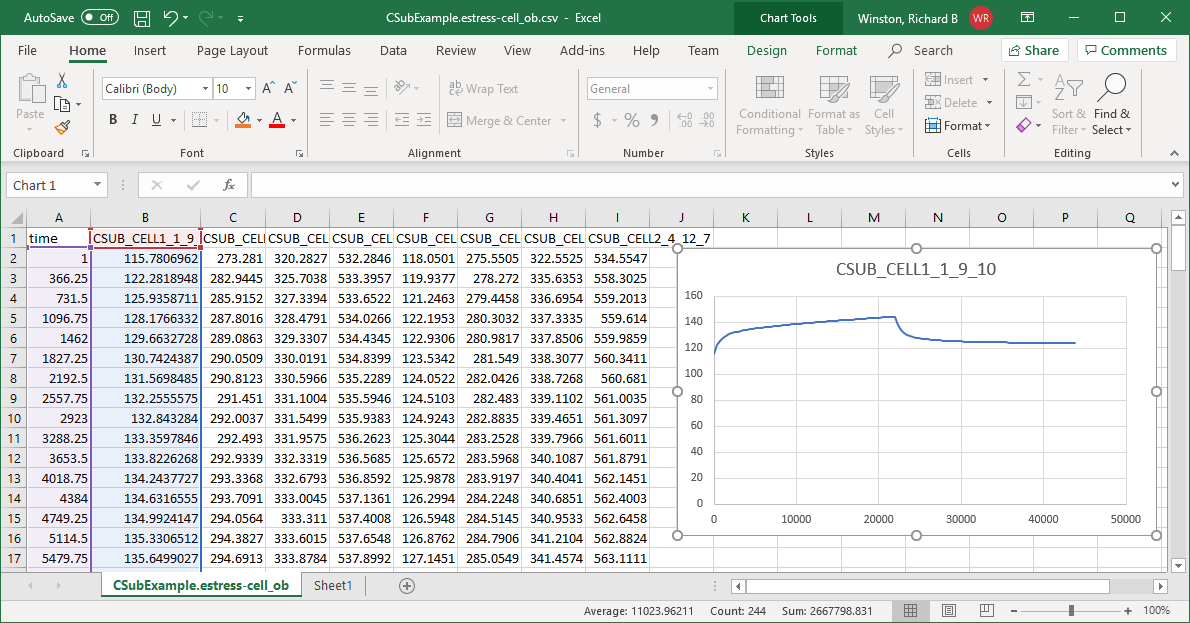 AutoSave Off CSubExample.estress-cell_ob.csv - Excel Chart Tools Winston, Richard B WR
File Home Insert Page Layout Formulas Data Review View Add-ins Help Team Design Format Search Share Comments
Paste
Calibri (Body) 10 A A
B I U A
ab Wrap Text
Merge & Center
General
$ % 9
Conditional Formatting
Format as Table
Cell Styles
Insert
Delete
Format
Sort & Filter
Find & Select
Clipboard Font Alignment Number Styles Cells Editing
Chart 1 fx
A B C D E F G H I J K L M N O P Q
1 time CSUB_CELL1_1_9_ CSUB_CEL CSUB_CEL CSUB_CEL CSUB_CEL CSUB_CEL CSUB_CEL CSUB_CELL2_4_12_7
2 1 115.7806962 273.281 320.2827 532.2846 118.0501 275.5505 322.5525 534.5547
3 366.25 122.2818948 282.9445 325.7038 533.3957 119.9377 278.272 335.6353 558.3025
4 731.5 125.9358711 285.9152 327.3394 533.6522 121.2463 279.4458 336.6954 559.2013
5 1096.75 128.1766332 287.8016 328.4791 534.0266 122.1953 280.3032 337.3335 559.614
6 1462 129.6632728 289.0863 329.3307 534.4345 122.9306 280.9817 337.8506 559.9859
7 1827.25 130.7424387 290.0509 330.0191 534.8399 123.5342 281.549 338.3077 560.3411
8 2192.5 131.5698485 290.8123 330.5966 535.2289 124.0522 282.0426 338.7268 560.681
9 2557.75 132.2555575 291.451 331.1004 535.5946 124.5103 282.483 339.1102 561.0035
10 2923 132.843284 292.0037 331.5499 535.9383 124.9243 282.8835 339.4651 561.3097
11 3288.25 133.3597846 292.493 331.9575 536.2623 125.3044 283.2528 339.7966 561.6011
12 3653.5 133.8226268 292.9339 332.3319 536.5685 125.6572 283.5968 340.1087 561.8791
13 4018.75 134.2437727 293.3368 332.6793 536.8592 125.9878 283.9197 340.4041 562.1451
14 4384 134.6316555 293.7091 333.0045 537.1361 126.2994 284.2248 340.6851 562.4003
15 4749.25 134.9924147 294.0564 333.311 537.4008 126.5948 284.5145 340.9533 562.6458
16 5114.5 135.3306512 294.3827 333.6015 537.6548 126.8762 284.7906 341.2104 562.8824
17 5479.75 135.6499027 294.6913 333.8784 537.8992 127.1451 285.0549 341.4574 563.1111
CSUB_CELL1_1_9_10
160
140
120
100
80
60
40
20
0
0 10000 20000 30000 40000 50000
CSubExample.estress-cell_ob Sheet1
Average: 11023.96211 Count: 244 Sum: 2667798.831 100%